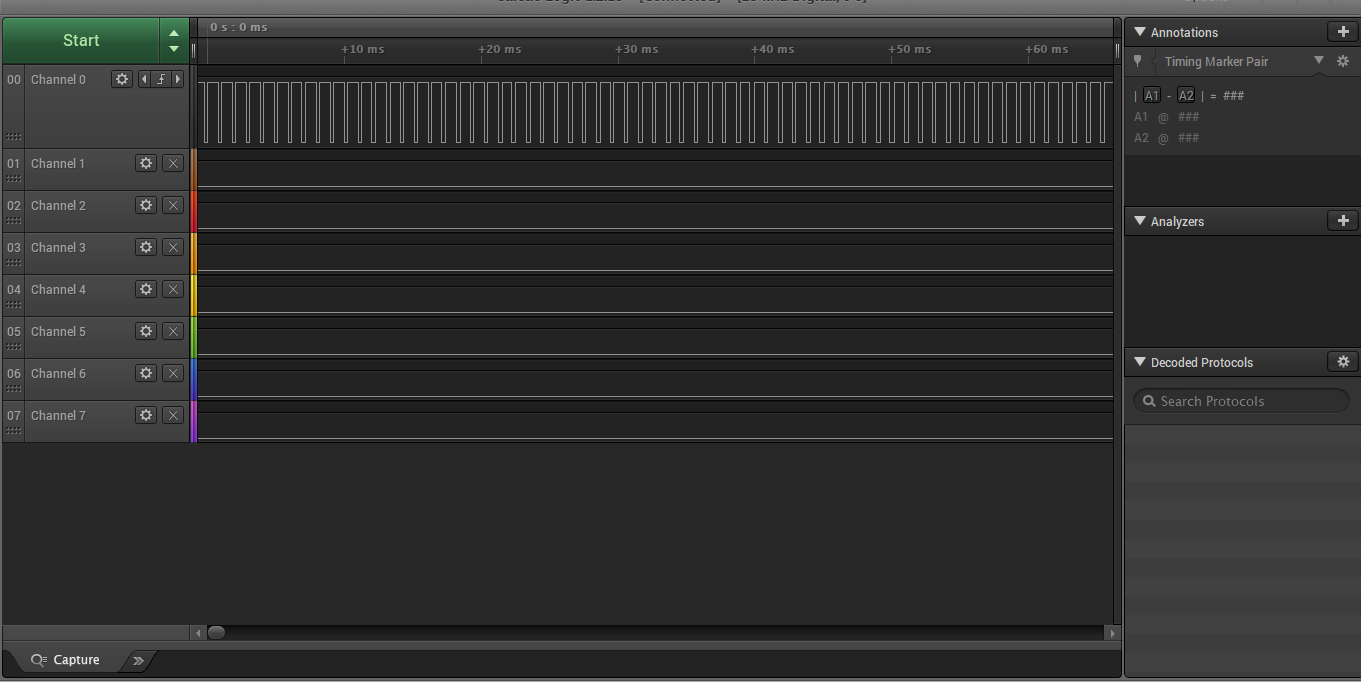 Start
0 s : 0 ms
+10 ms +20 ms +30 ms +40 ms +50 ms +60 ms
00 Channel 0
01 Channel 1
02 Channel 2
03 Channel 3
04 Channel 4
05 Channel 5
06 Channel 6
07 Channel 7
Capture
Annotations
Timing Marker Pair
| A1 - A2 | = ###
A1 @ ###
A2 @ ###
Analyzers
Decoded Protocols
Search Protocols